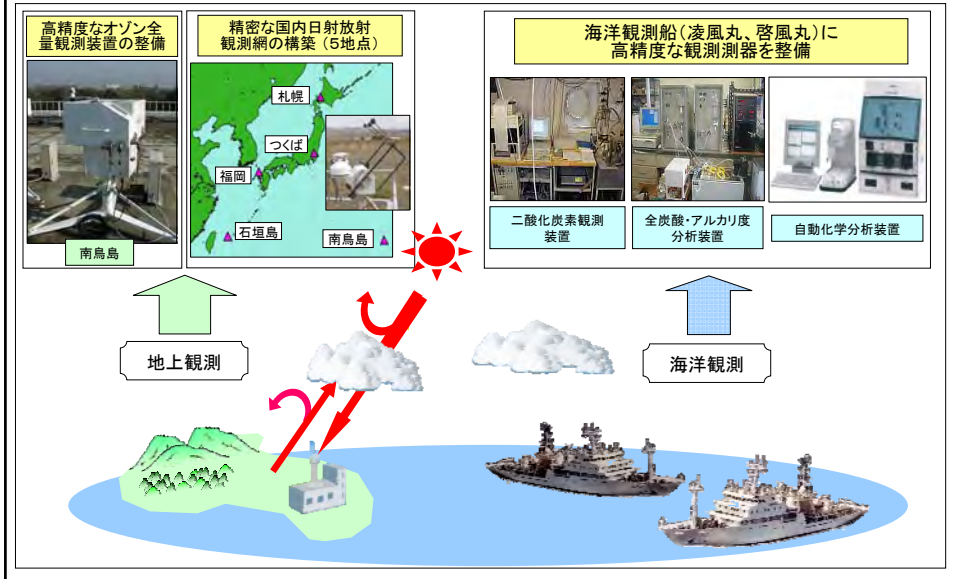 高精度なオゾン全
量観測装置の整備
南鳥島
精密な国内日射放射
観測網の構築（5地点）
札幌
つくば
福岡
石垣島
南鳥島
海洋観測船（凌風丸、啓風丸）に
高精度な観測測器を整備
二酸化炭素観測
装置
全炭酸・アルカリ度
分析装置
自動化学分析装置
地上観測
海洋観測